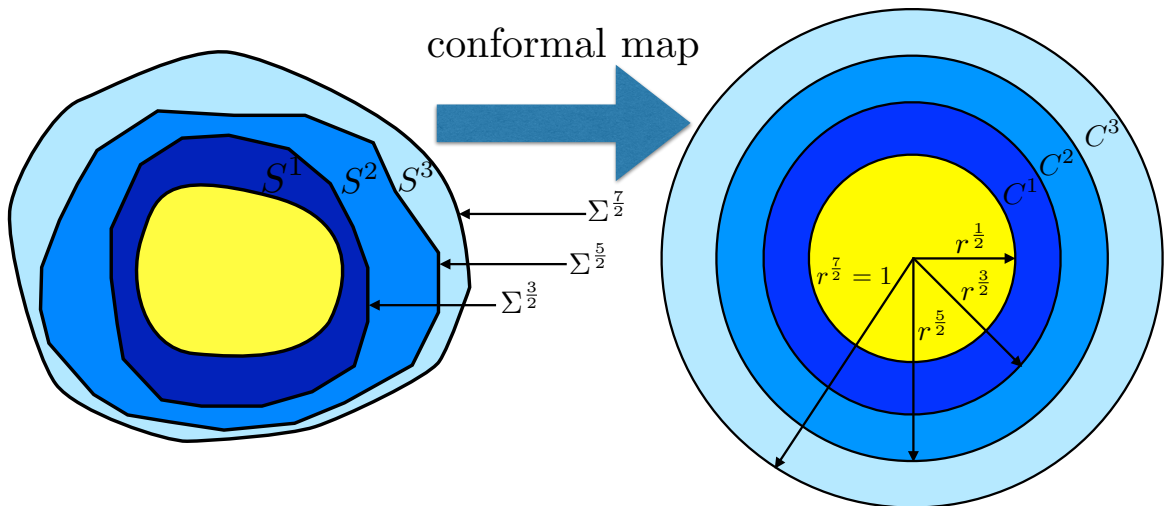 conformal map
S^1
S^2
S^3
Σ^{7/2}
Σ^{5/2}
Σ^{3/2}
C^1
C^2
C^3
r^{1/2}
r^{3/2}
r^{5/2}
r^{7/2} = 1